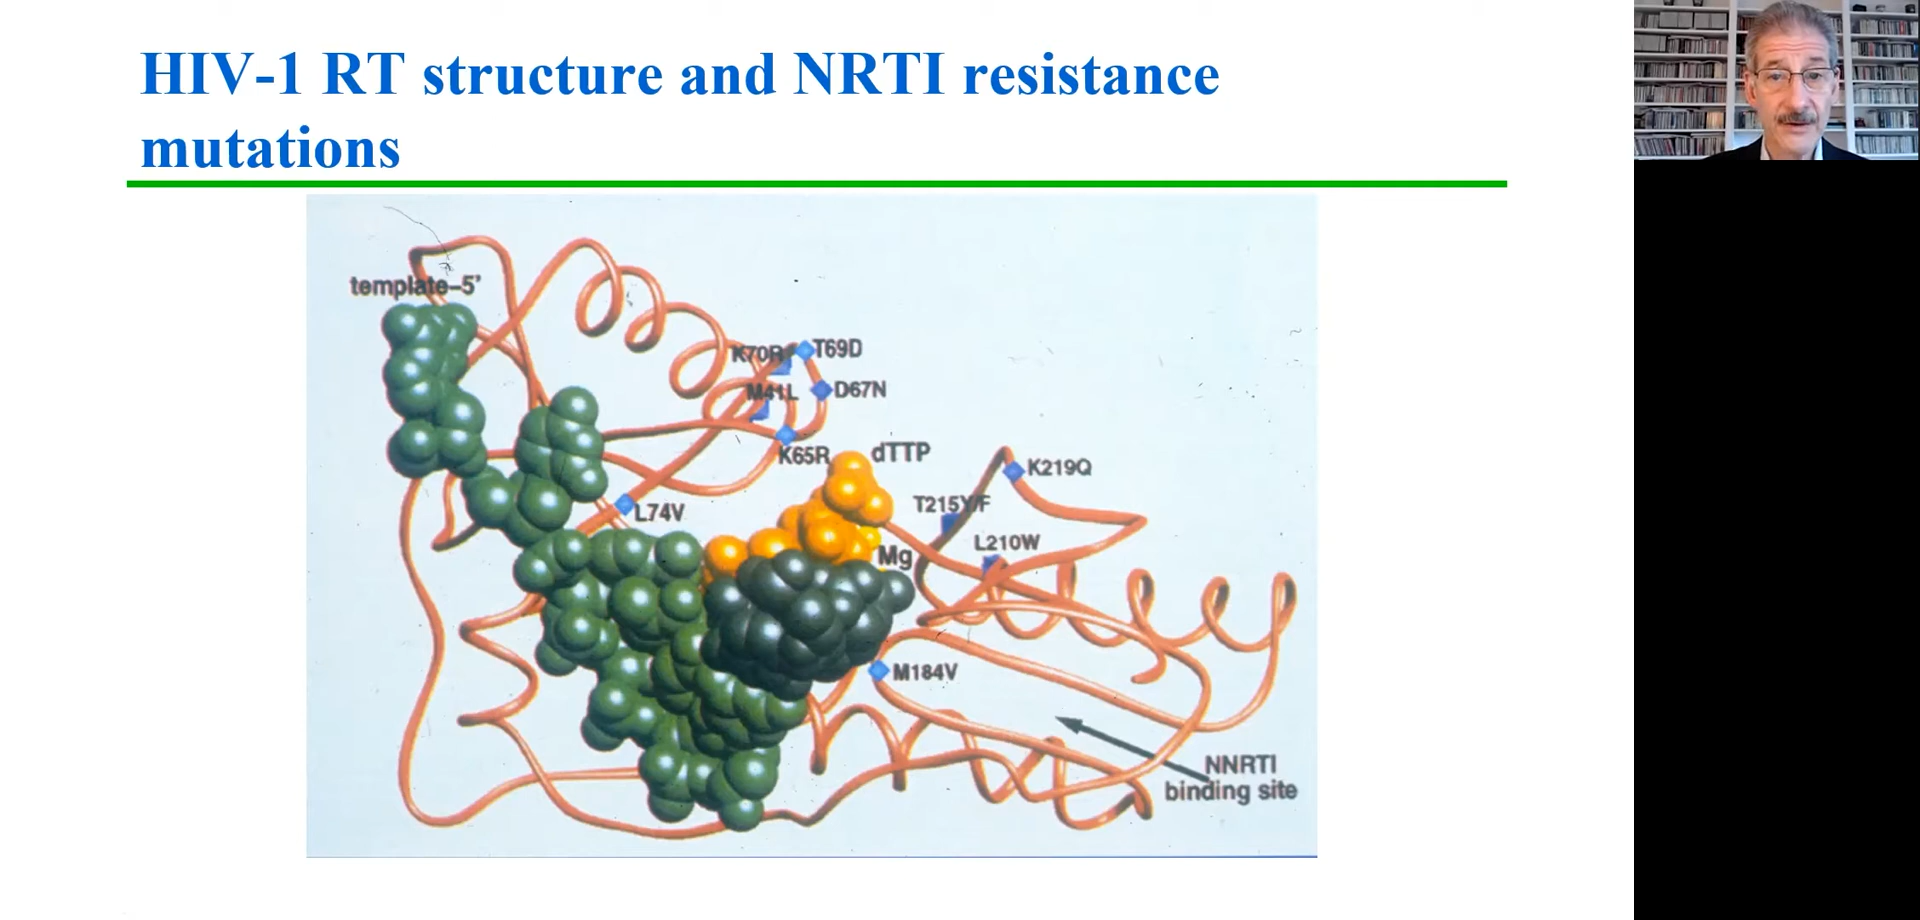 HIV-1 RT structure and NRTI resistance
mutations
template-5'
K70R
T69D
M41L
D67N
K65R
dTTP
K219Q
T215Y/F
L74V
L210W
Mg
M184V
NNRTI
binding site